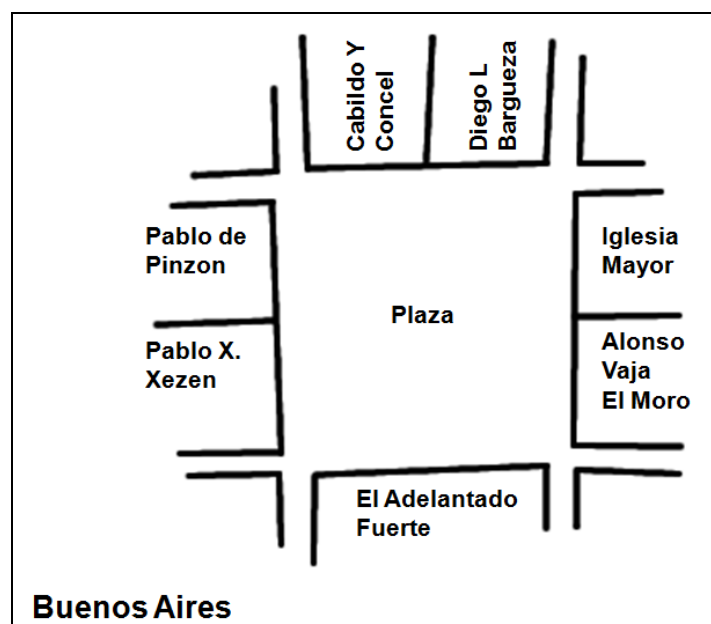 Cabildo Y
Concel
Diego L
Bargueza
Pablo de
Pinzon
Iglesia
Mayor
Plaza
Pablo X.
Xezen
Alonso
Vaja
El Moro
El Adelantado
Fuerte
Buenos Aires